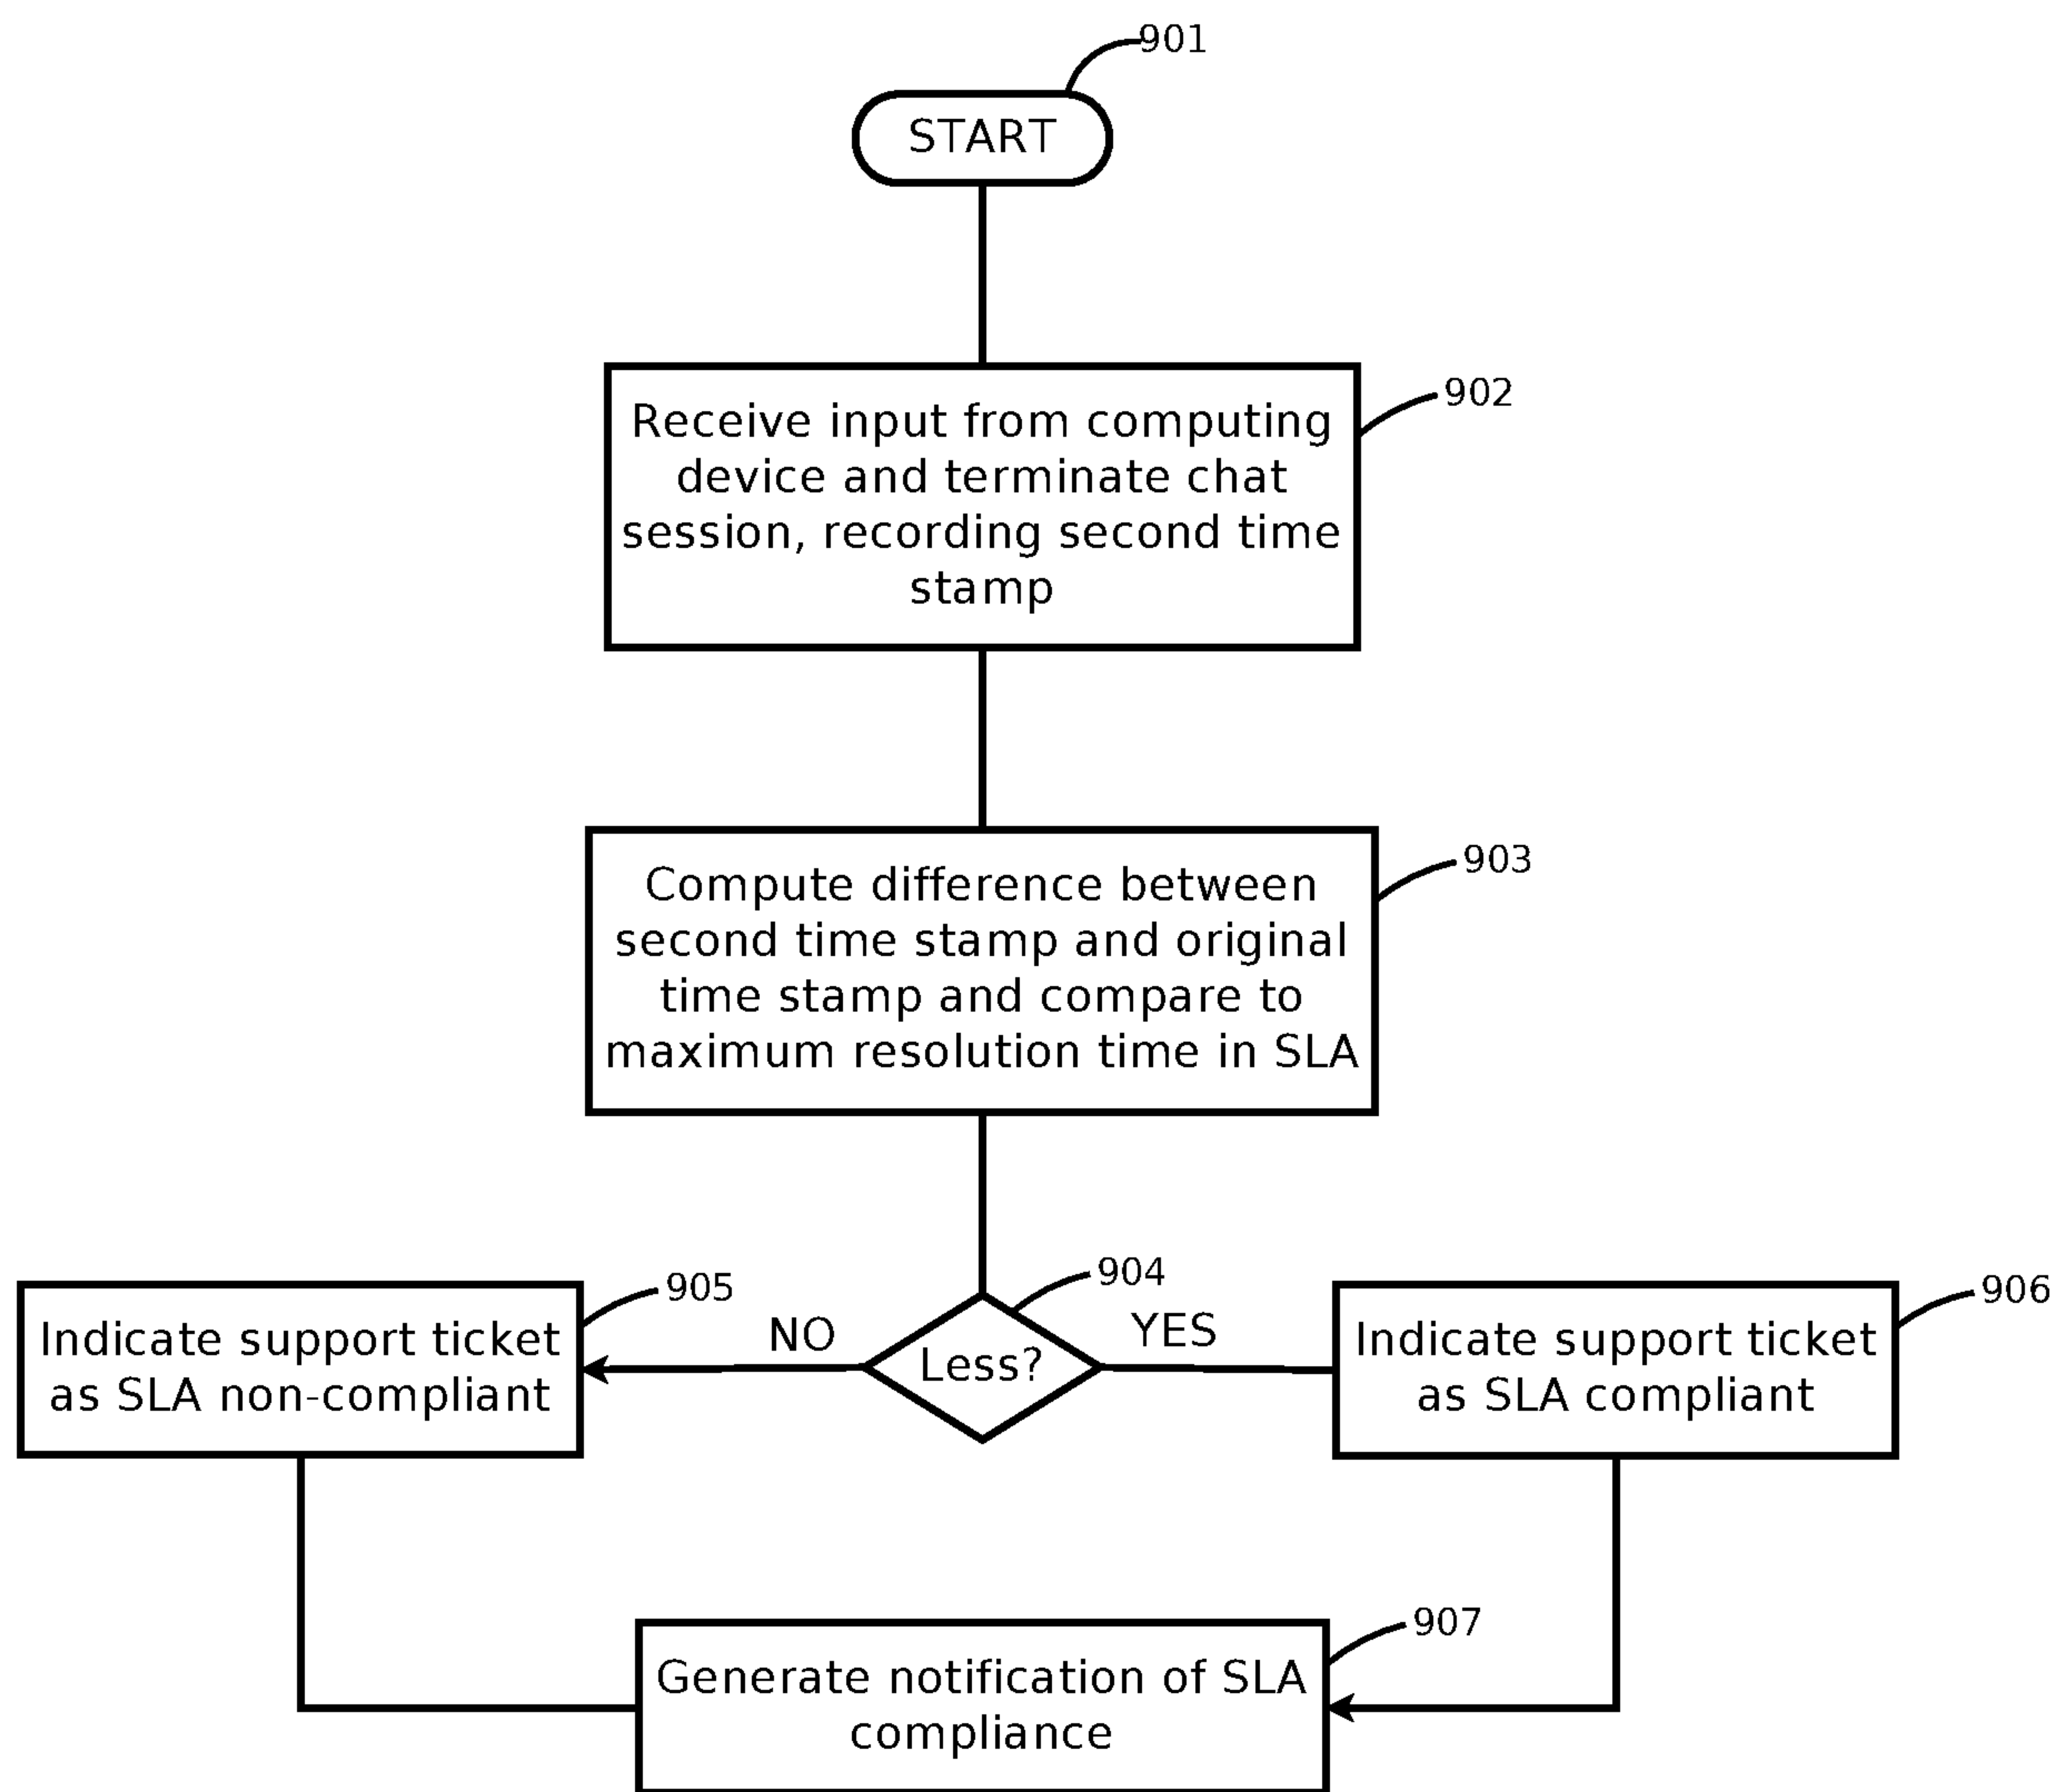 901
START
902
Receive input from computing
device and terminate chat
session, recording second time
stamp
903
Compute difference between
second time stamp and original
time stamp and compare to
maximum resolution time in SLA
904
905
906
NO
YES
Less?
Indicate support ticket
as SLA non-compliant
Indicate support ticket
as SLA compliant
907
Generate notification of SLA
compliance